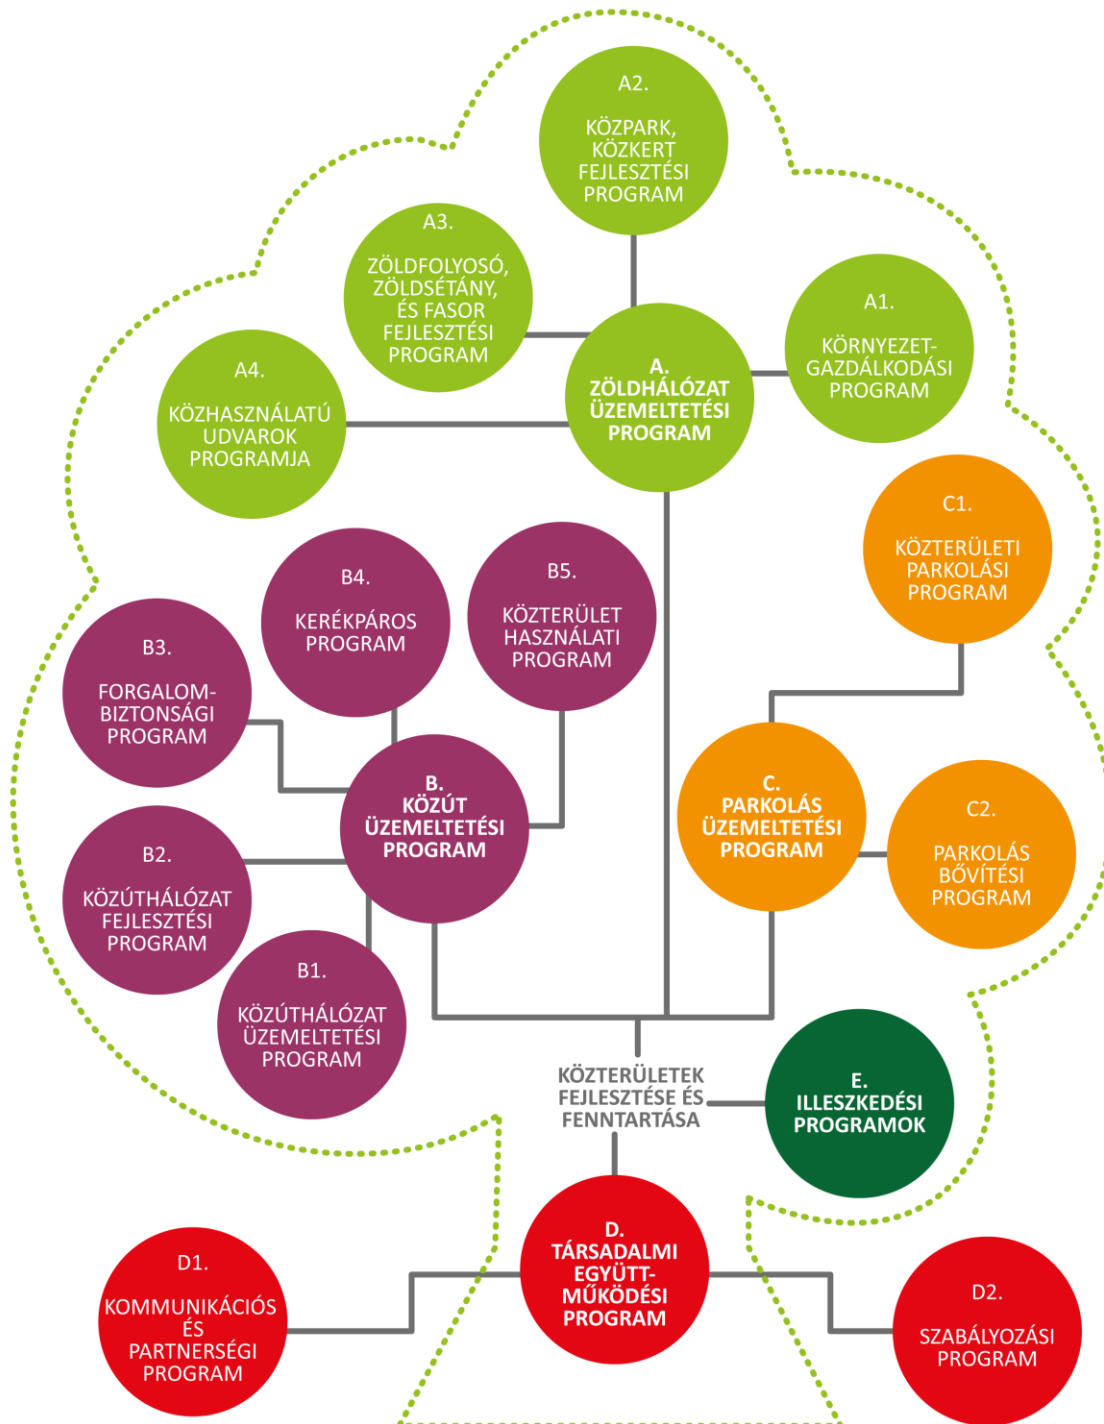 A2.
KÖZPARK,
KÖZKERT
FEJLESZTÉSI
PROGRAM
A3.
ZÖLDFOLYOSÓ,
ZÖLDSÉTÁNY,
ÉS FASOR
FEJLESZTÉSI
PROGRAM
A1.
KÖRNYEZET-
GAZDÁLKODÁSI
PROGRAM
A4.
KÖZHASZNÁLATÚ
UDVAROK
PROGRAMJA
A.
ZÖLDHÁLÓZAT
ÜZEMELTETÉSI
PROGRAM
C1.
KÖZTERÜLETI
PARKOLÁSI
PROGRAM
B4.
KERÉKPÁROS
PROGRAM
B5.
KÖZTERÜLET
HASZNÁLATI
PROGRAM
B3.
FORGALOM-
BIZTONSÁGI
PROGRAM
B.
KÖZÚT
ÜZEMELTETÉSI
PROGRAM
C.
PARKOLÁS
ÜZEMELTETÉSI
PROGRAM
C2.
PARKOLÁS
BŐVÍTÉSI
PROGRAM
B2.
KÖZÚTHÁLÓZAT
FEJLESZTÉSI
PROGRAM
B1.
KÖZÚTHÁLÓZAT
ÜZEMELTETÉSI
PROGRAM
KÖZTERÜLETEK
FEJLESZTÉSE ÉS
FENNTARTÁSA
E.
ILLESZKEDÉSI
PROGRAMOK
D.
TÁRSADALMI
EGYÜTT-
MŰKÖDÉSI
PROGRAM
D1.
KOMMUNIKÁCIÓS
ÉS
PARTNERSÉGI
PROGRAM
D2.
SZABÁLYOZÁSI
PROGRAM